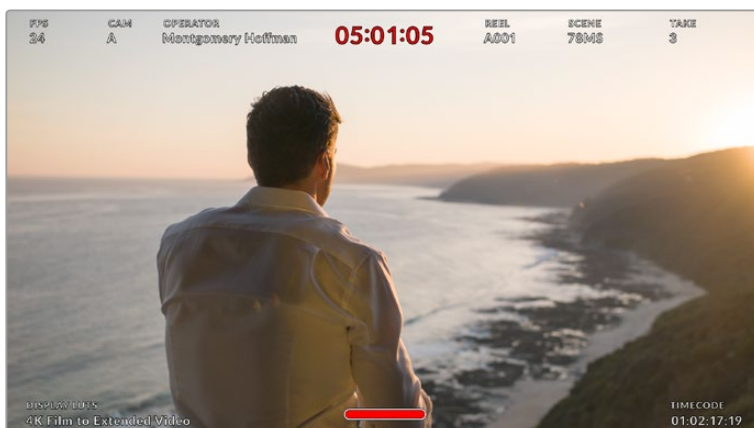 FPS CAM OPERATOR REEL SCENE TAKE
24 A Montgomery Hoffman 05:01:05 A001 78MS 3
DISPLAY LUTS TIMECODE
4K Film to Extended Video 01:02:17:19